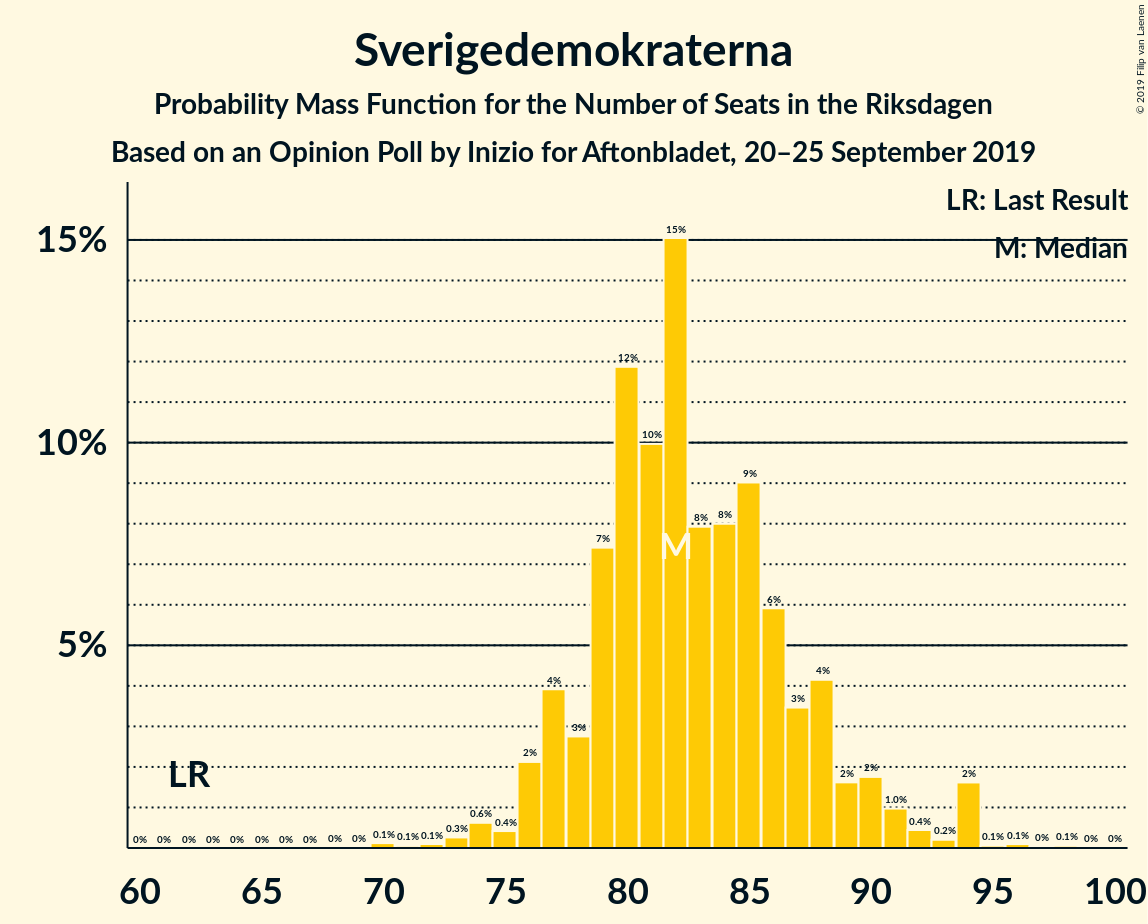 © 2019 Filip van Laenen
Sverigedemokraterna
Probability Mass Function for the Number of Seats in the Riksdagen
Based on an Opinion Poll by Inizio for Aftonbladet, 20–25 September 2019
LR: Last Result
M: Median
15%
10%
5%
0% 0% 0% 0% 0% 0% 0% 0% 0% 0% 0.1% 0.1% 0.1% 0.3% 0.6% 0.4% 2% 4% 3% 7% 12% 10% 15% 8% 8% 9% 6% 3% 4% 2% 2% 1.0% 0.4% 0.2% 2% 0.1% 0.1% 0% 0.1% 0% 0%
M
LR
60 65 70 75 80 85 90 95 100